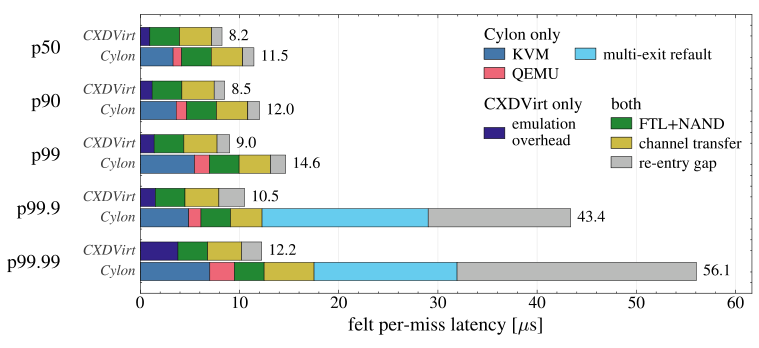 p50
CXDVirt
8.2
Cylon
11.5
p90
CXDVirt
8.5
Cylon
12.0
p99
CXDVirt
9.0
Cylon
14.6
p99.9
CXDVirt
10.5
Cylon
43.4
p99.99
CXDVirt
12.2
Cylon
56.1
Cylon only
KVM
QEMU
multi-exit refault
CXDVirt only
emulation
overhead
both
FTL+NAND
channel transfer
re-entry gap
0 10 20 30 40 50 60
felt per-miss latency [μs]